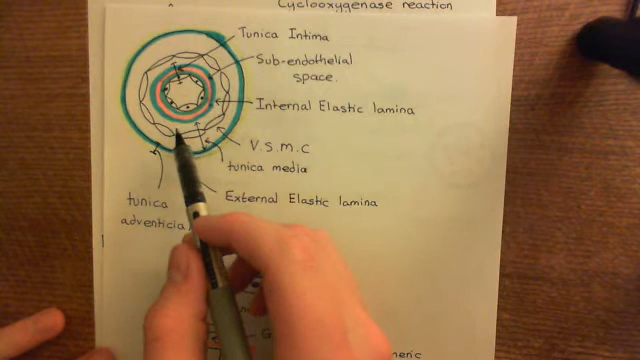 Cyclooxygenase reaction
Tunica Intima
Sub-endothelial
space.
Internal Elastic lamina
V.S.M.C
tunica media
External Elastic lamina
tunica
adventicia